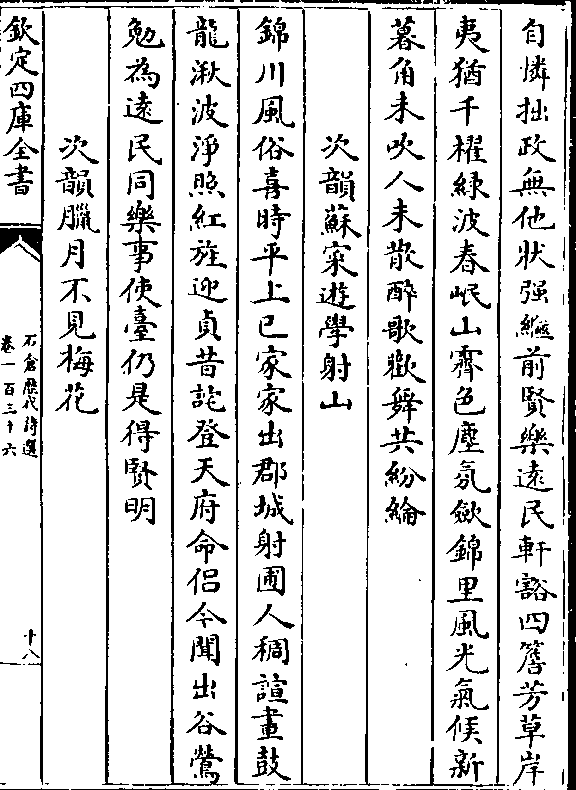 自憐拙政無他狀强繼前賢樂遠民軒豁四簷芳草岸
夷猶千櫂緑波春岷山霽色塵氛歛錦里風光氣候新
暮角未吹人未散醉歌歡舞共紛綸
次韻蘇寀遊學射山
錦川風俗喜時平上巳家家出郡城射圃人稠諠畫鼓
龍湫波淨照紅旌迎貞昔詫登天府命侣今聞出谷鶯
勉為遠民同樂事使臺仍是得賢明
次韻臘月不見梅花
欽定四庫全書
石倉歷代詩選
卷一百三十六
十八